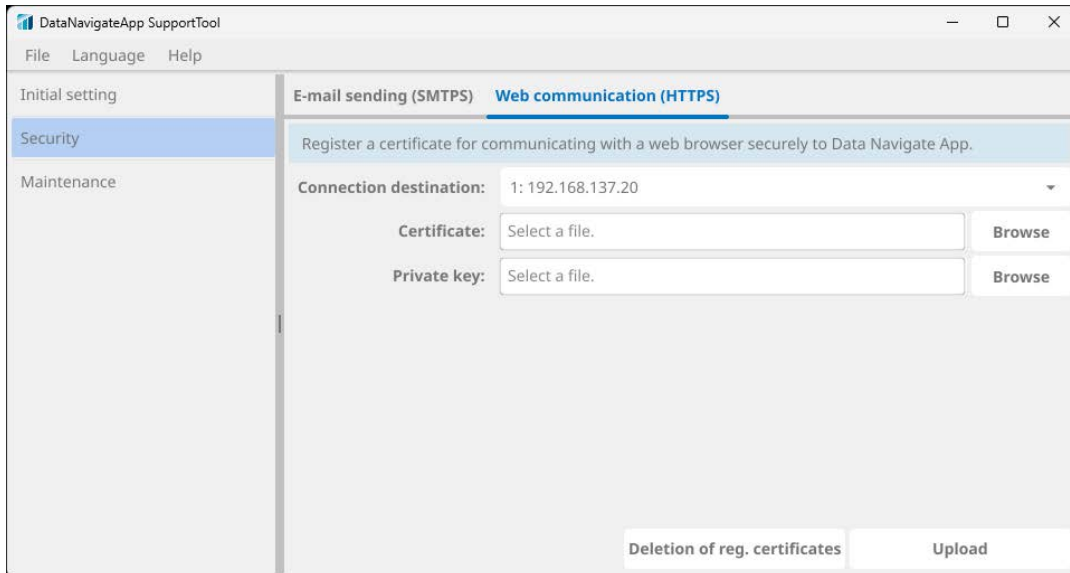 DataNavigateApp SupportTool
File Language Help
Initial setting
Security
Maintenance
E-mail sending (SMTPS) Web communication (HTTPS)
Register a certificate for communicating with a web browser securely to Data Navigate App.
Connection destination: 1: 192.168.137.20
Certificate: Select a file. Browse
Private key: Select a file. Browse
Deletion of reg. certificates Upload